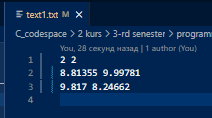 text1.txt M ×
C_codespace > 2 kurs > 3-rd senester > program
You, 28 секунд назад | 1 author (You)
1 2 2
2 8.81355 9.99781
3 9.817 8.24662
4